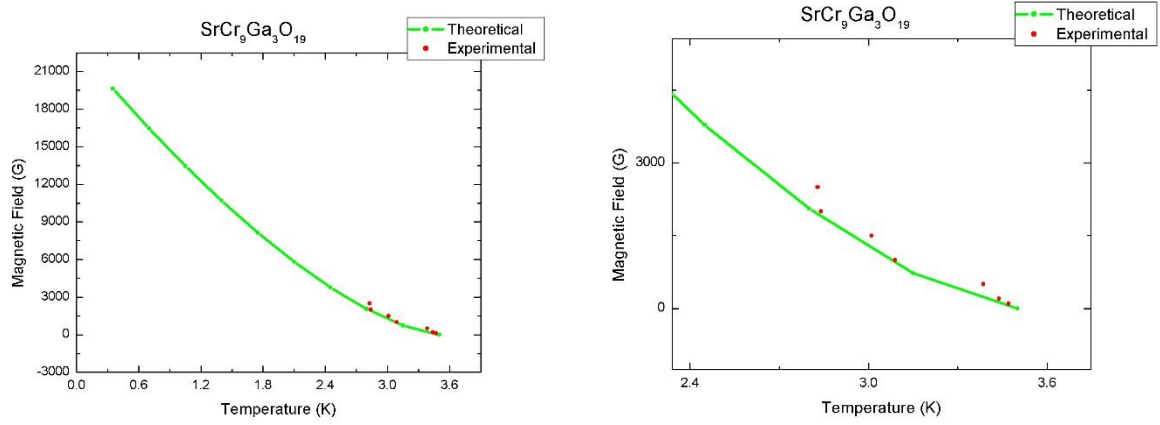 SrCr₉Ga₃O₁₉
Theoretical
Experimental
21000
18000
15000
12000
9000
6000
3000
0
-3000
Magnetic Field (G)
0.0 0.6 1.2 1.8 2.4 3.0 3.6
Temperature (K)
SrCr₉Ga₃O₁₉
Theoretical
Experimental
3000
0
Magnetic Field (G)
2.4 3.0 3.6
Temperature (K)